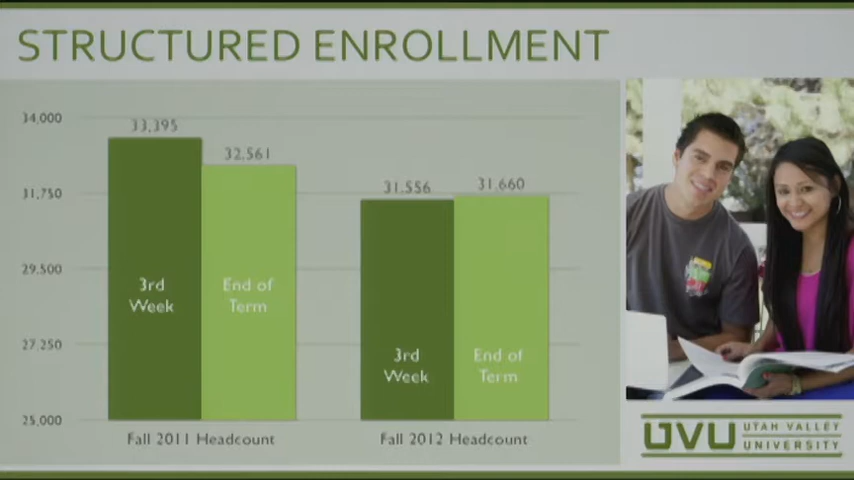 STRUCTURED ENROLLMENT
34,000
31,750
29,500
27,250
25,000
33,395
32,561
31,556
31,660
3rd
Week
End of
Term
3rd
Week
End of
Term
Fall 2011 Headcount
Fall 2012 Headcount
UVU
UTAH VALLEY
UNIVERSITY